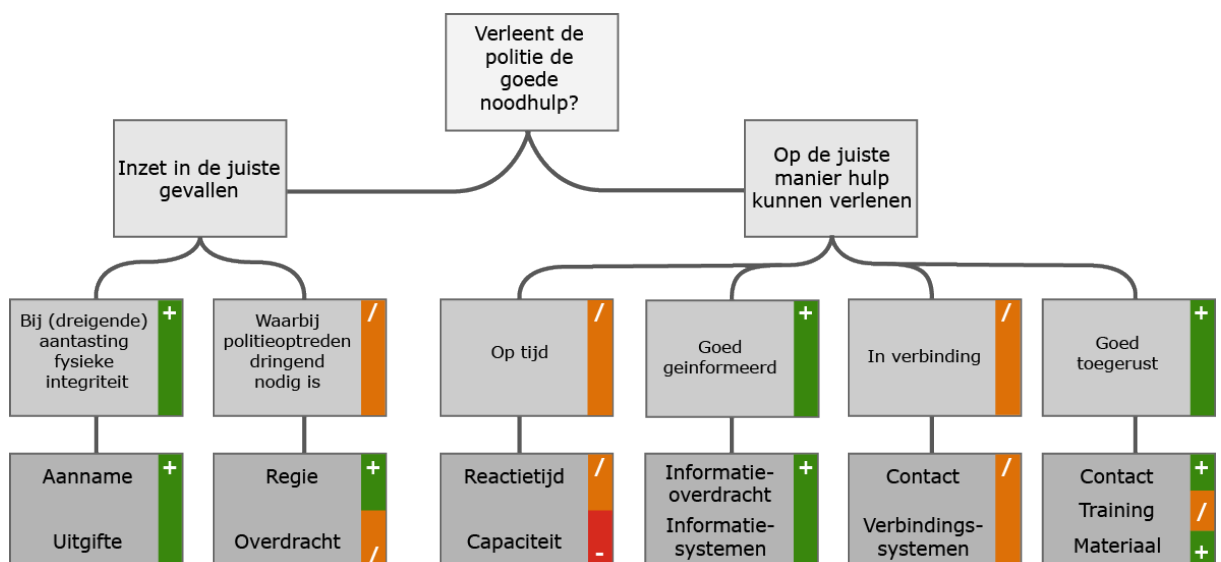 Verleent de
politie de
goede
noodhulp?
Inzet in de juiste
gevallen
Op de juiste
manier hulp
kunnen verlenen
Bij (dreigende)
aantasting
fysieke
integriteit
+
Waarbij
politieoptreden
dringend
nodig is
/
Op tijd
/
Goed
geinformeerd
+
In verbinding
/
Goed
toegerust
+
Aanname
+
Uitgifte
Regie
+
Overdracht
/
Reactietijd
/
Capaciteit
-
Informatie-
overdracht
+
Informatie-
systemen
Contact
/
Verbindings-
systemen
Contact
+
Training
/
Materiaal
+